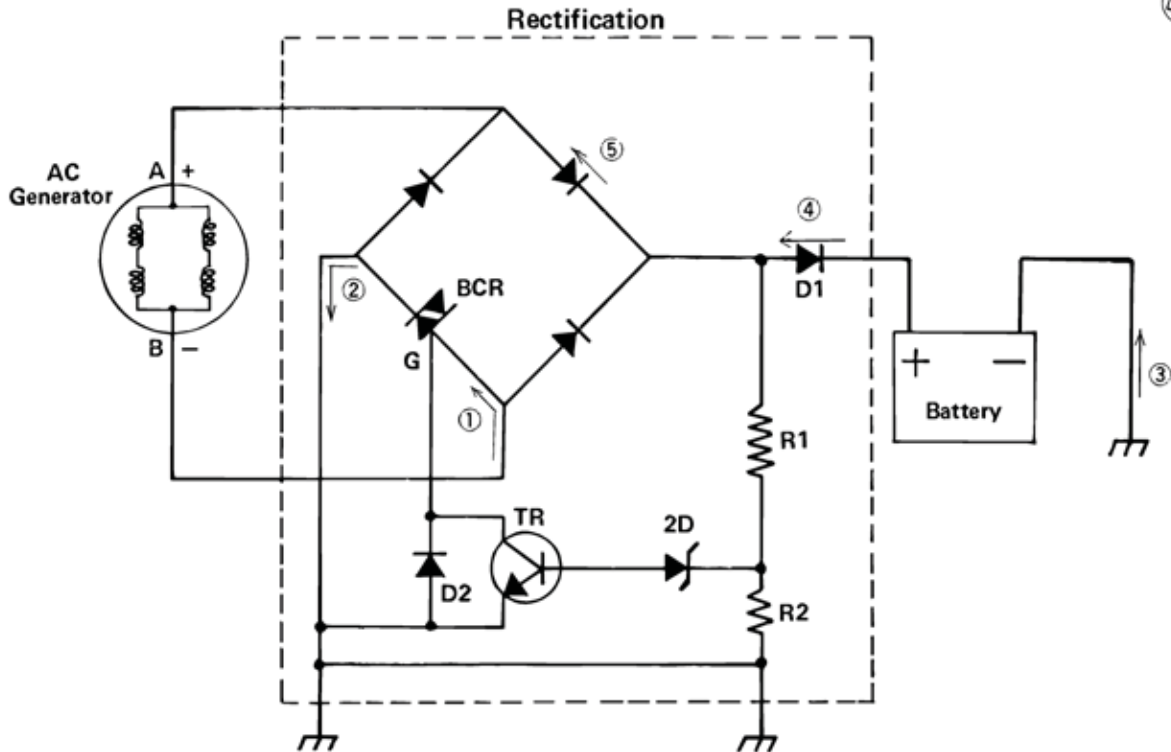 Rectification
AC
Generator
A +
B −
⑤
④
D1
②
BCR
G
①
③
+ −
Battery
R1
TR
2D
D2
R2